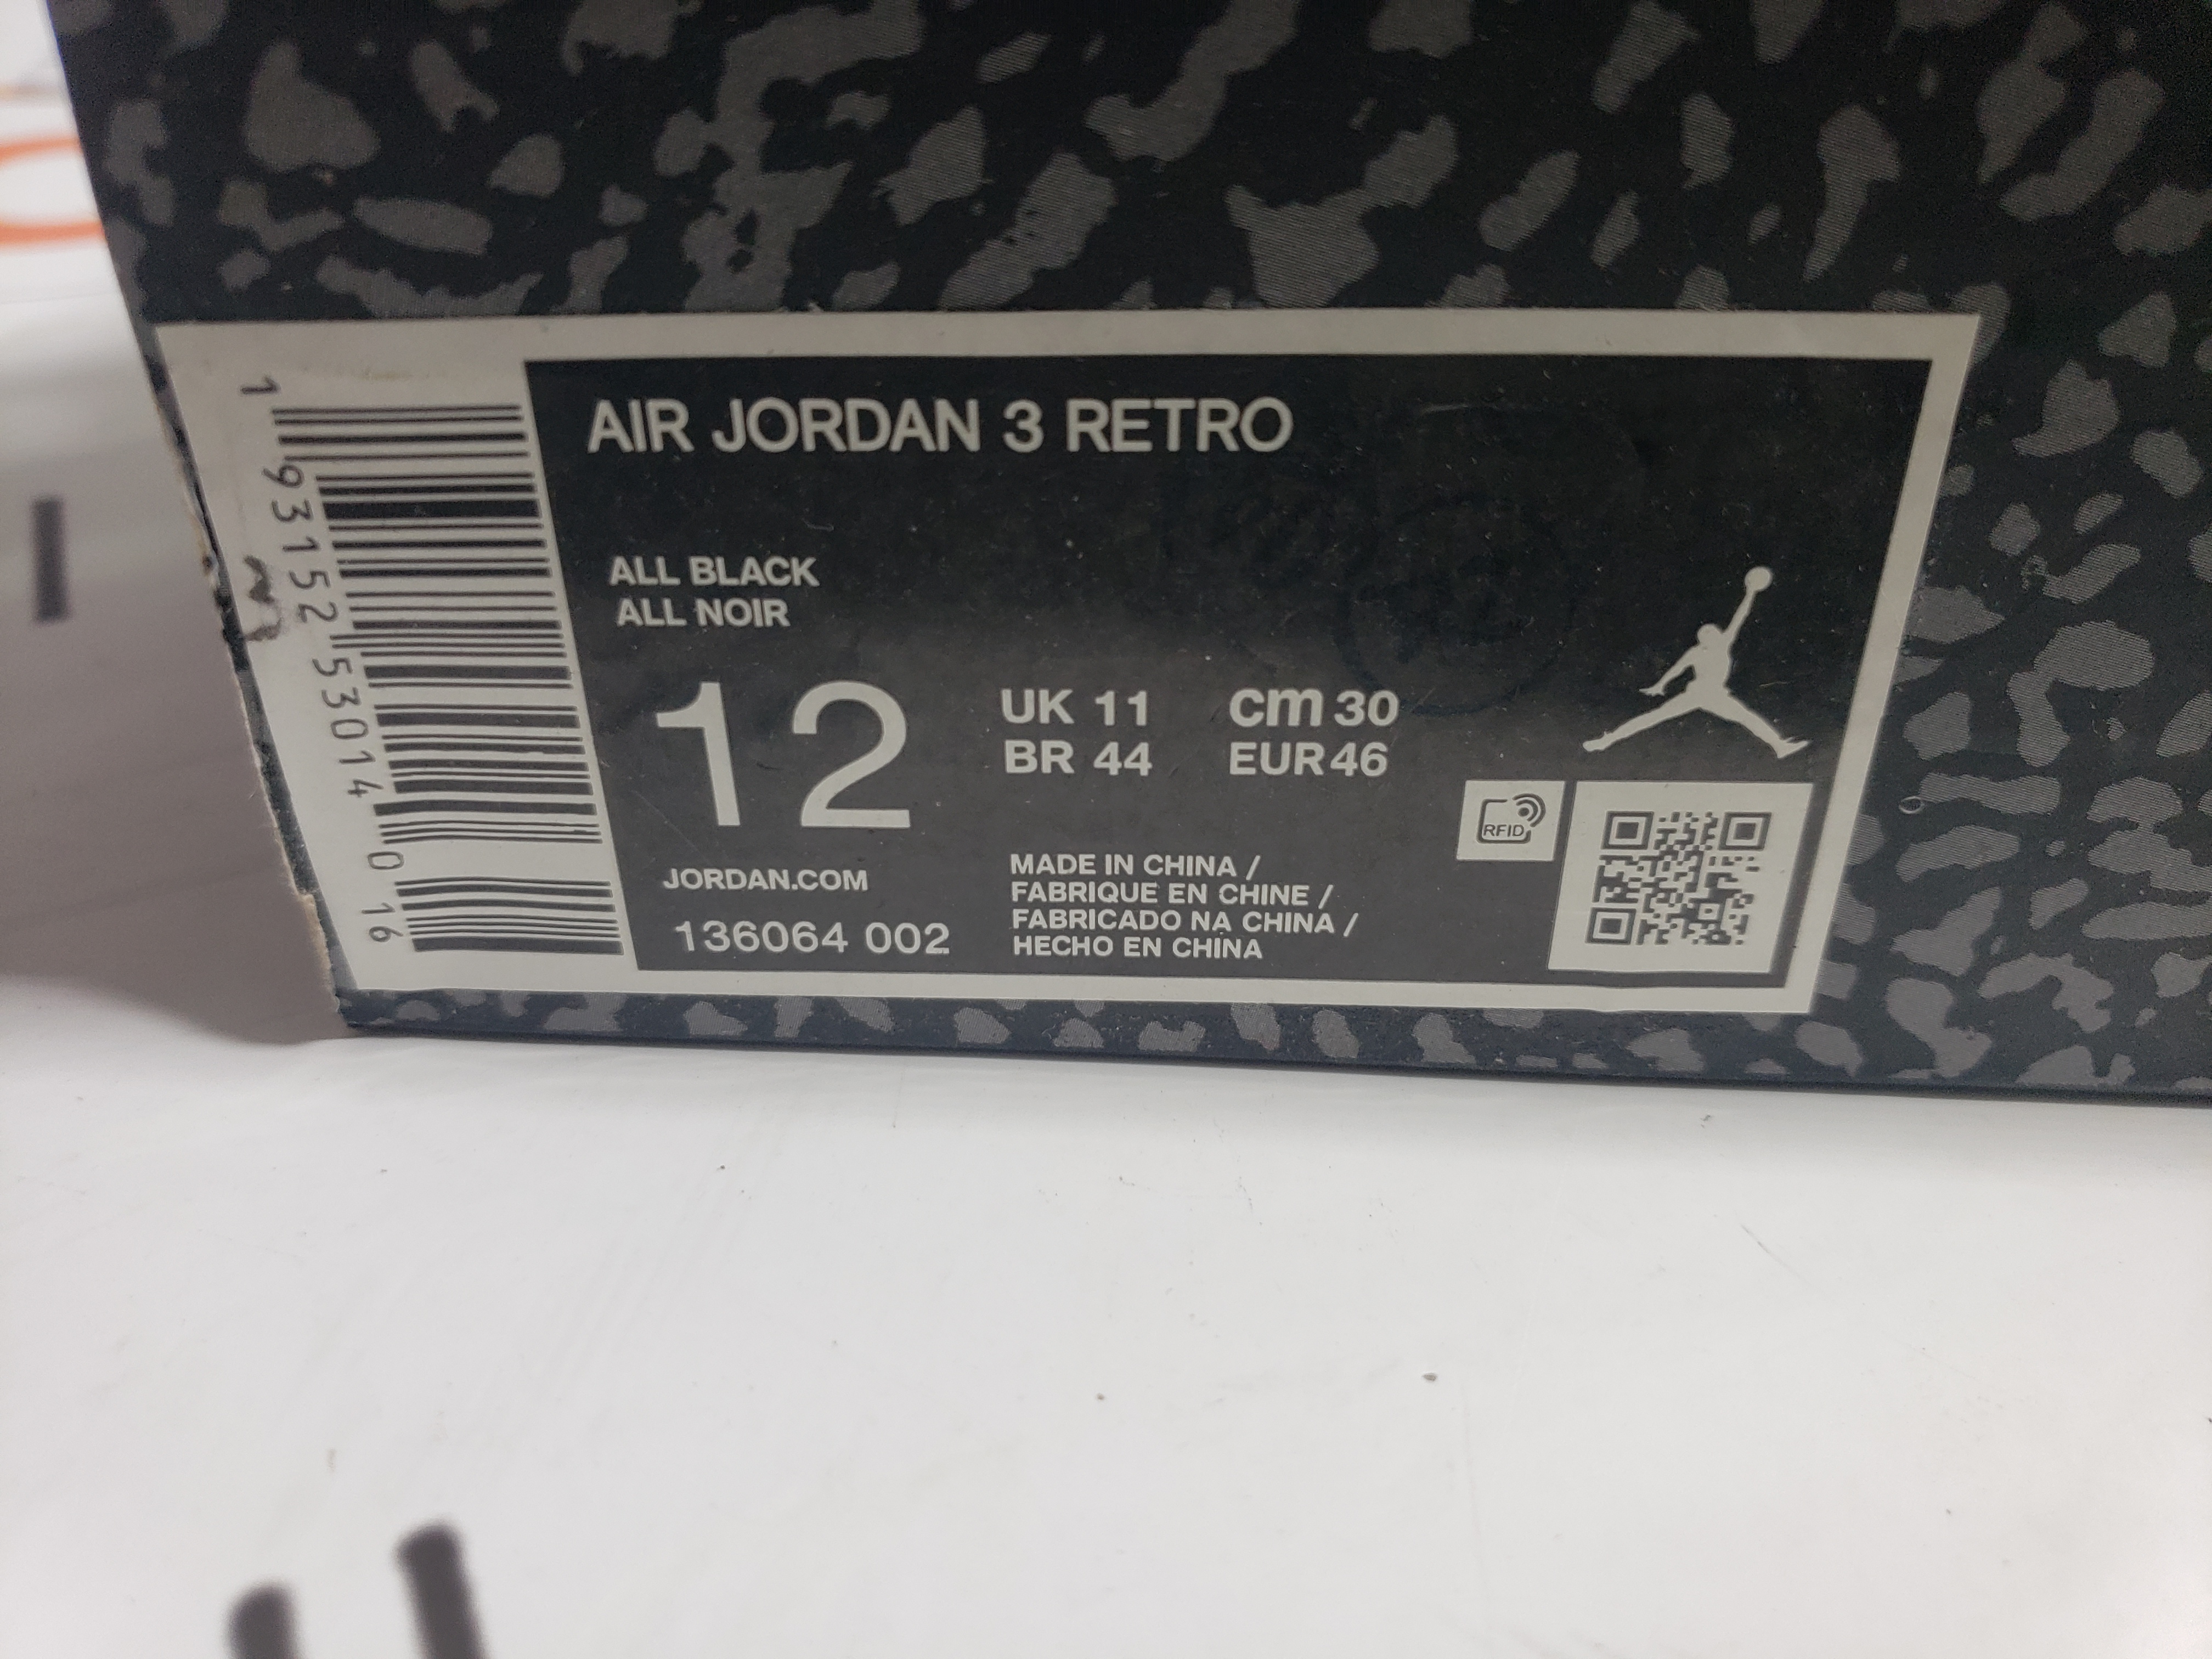 AIR JORDAN 3 RETRO
ALL BLACK
ALL NOIR
12
UK 11 cm 30
BR 44 EUR 46
JORDAN.COM
136064 002
MADE IN CHINA /
FABRIQUE EN CHINE /
FABRICADO NA CHINA /
HECHO EN CHINA
RFID
1 93152 53014 0 16